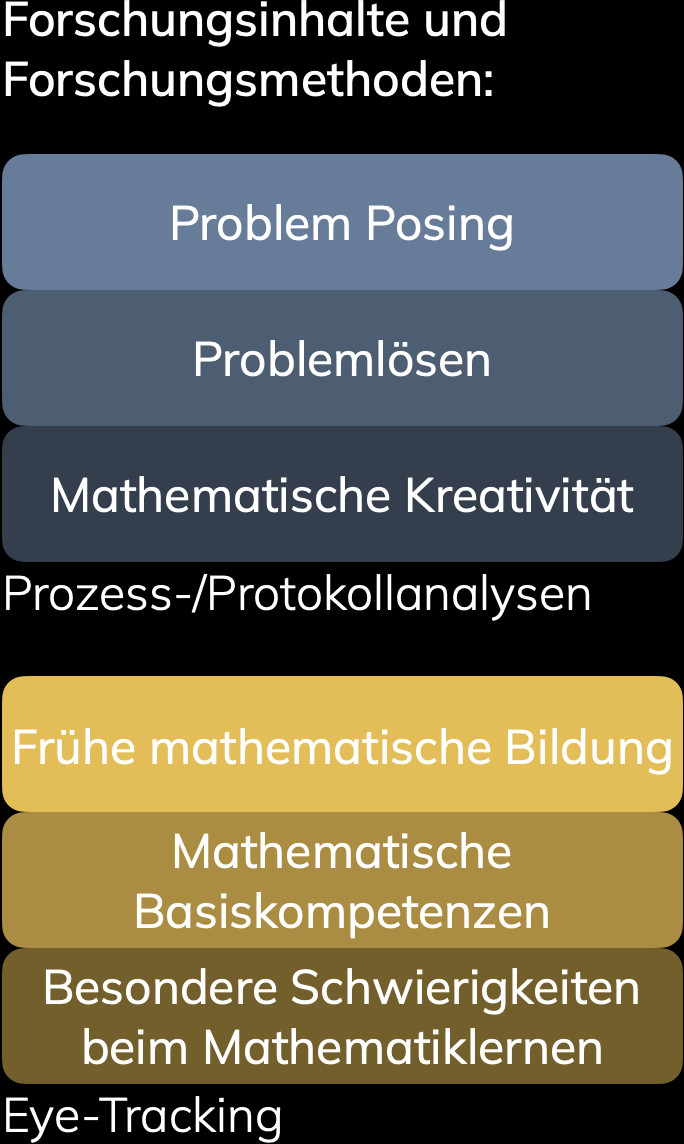 Forschungsinhalte und
Forschungsmethoden:
Problem Posing
Problemlösen
Mathematische Kreativität
Prozess-/Protokollanalysen
Frühe mathematische Bildung
Mathematische
Basiskompetenzen
Besondere Schwierigkeiten
beim Mathematiklernen
Eye-Tracking